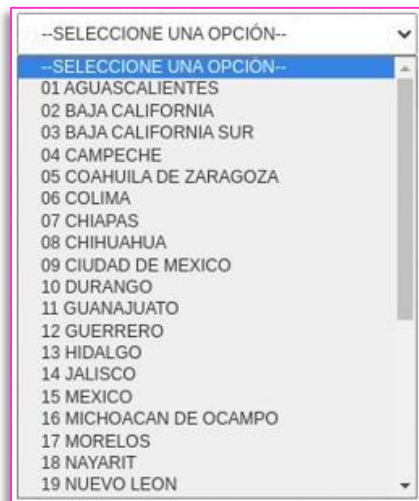 --SELECCIONE UNA OPCIÓN--
--SELECCIONE UNA OPCIÓN--
01 AGUASCALIENTES
02 BAJA CALIFORNIA
03 BAJA CALIFORNIA SUR
04 CAMPECHE
05 COAHUILA DE ZARAGOZA
06 COLIMA
07 CHIAPAS
08 CHIHUAHUA
09 CIUDAD DE MEXICO
10 DURANGO
11 GUANAJUATO
12 GUERRERO
13 HIDALGO
14 JALISCO
15 MEXICO
16 MICHOACAN DE OCAMPO
17 MORELOS
18 NAYARIT
19 NUEVO LEON